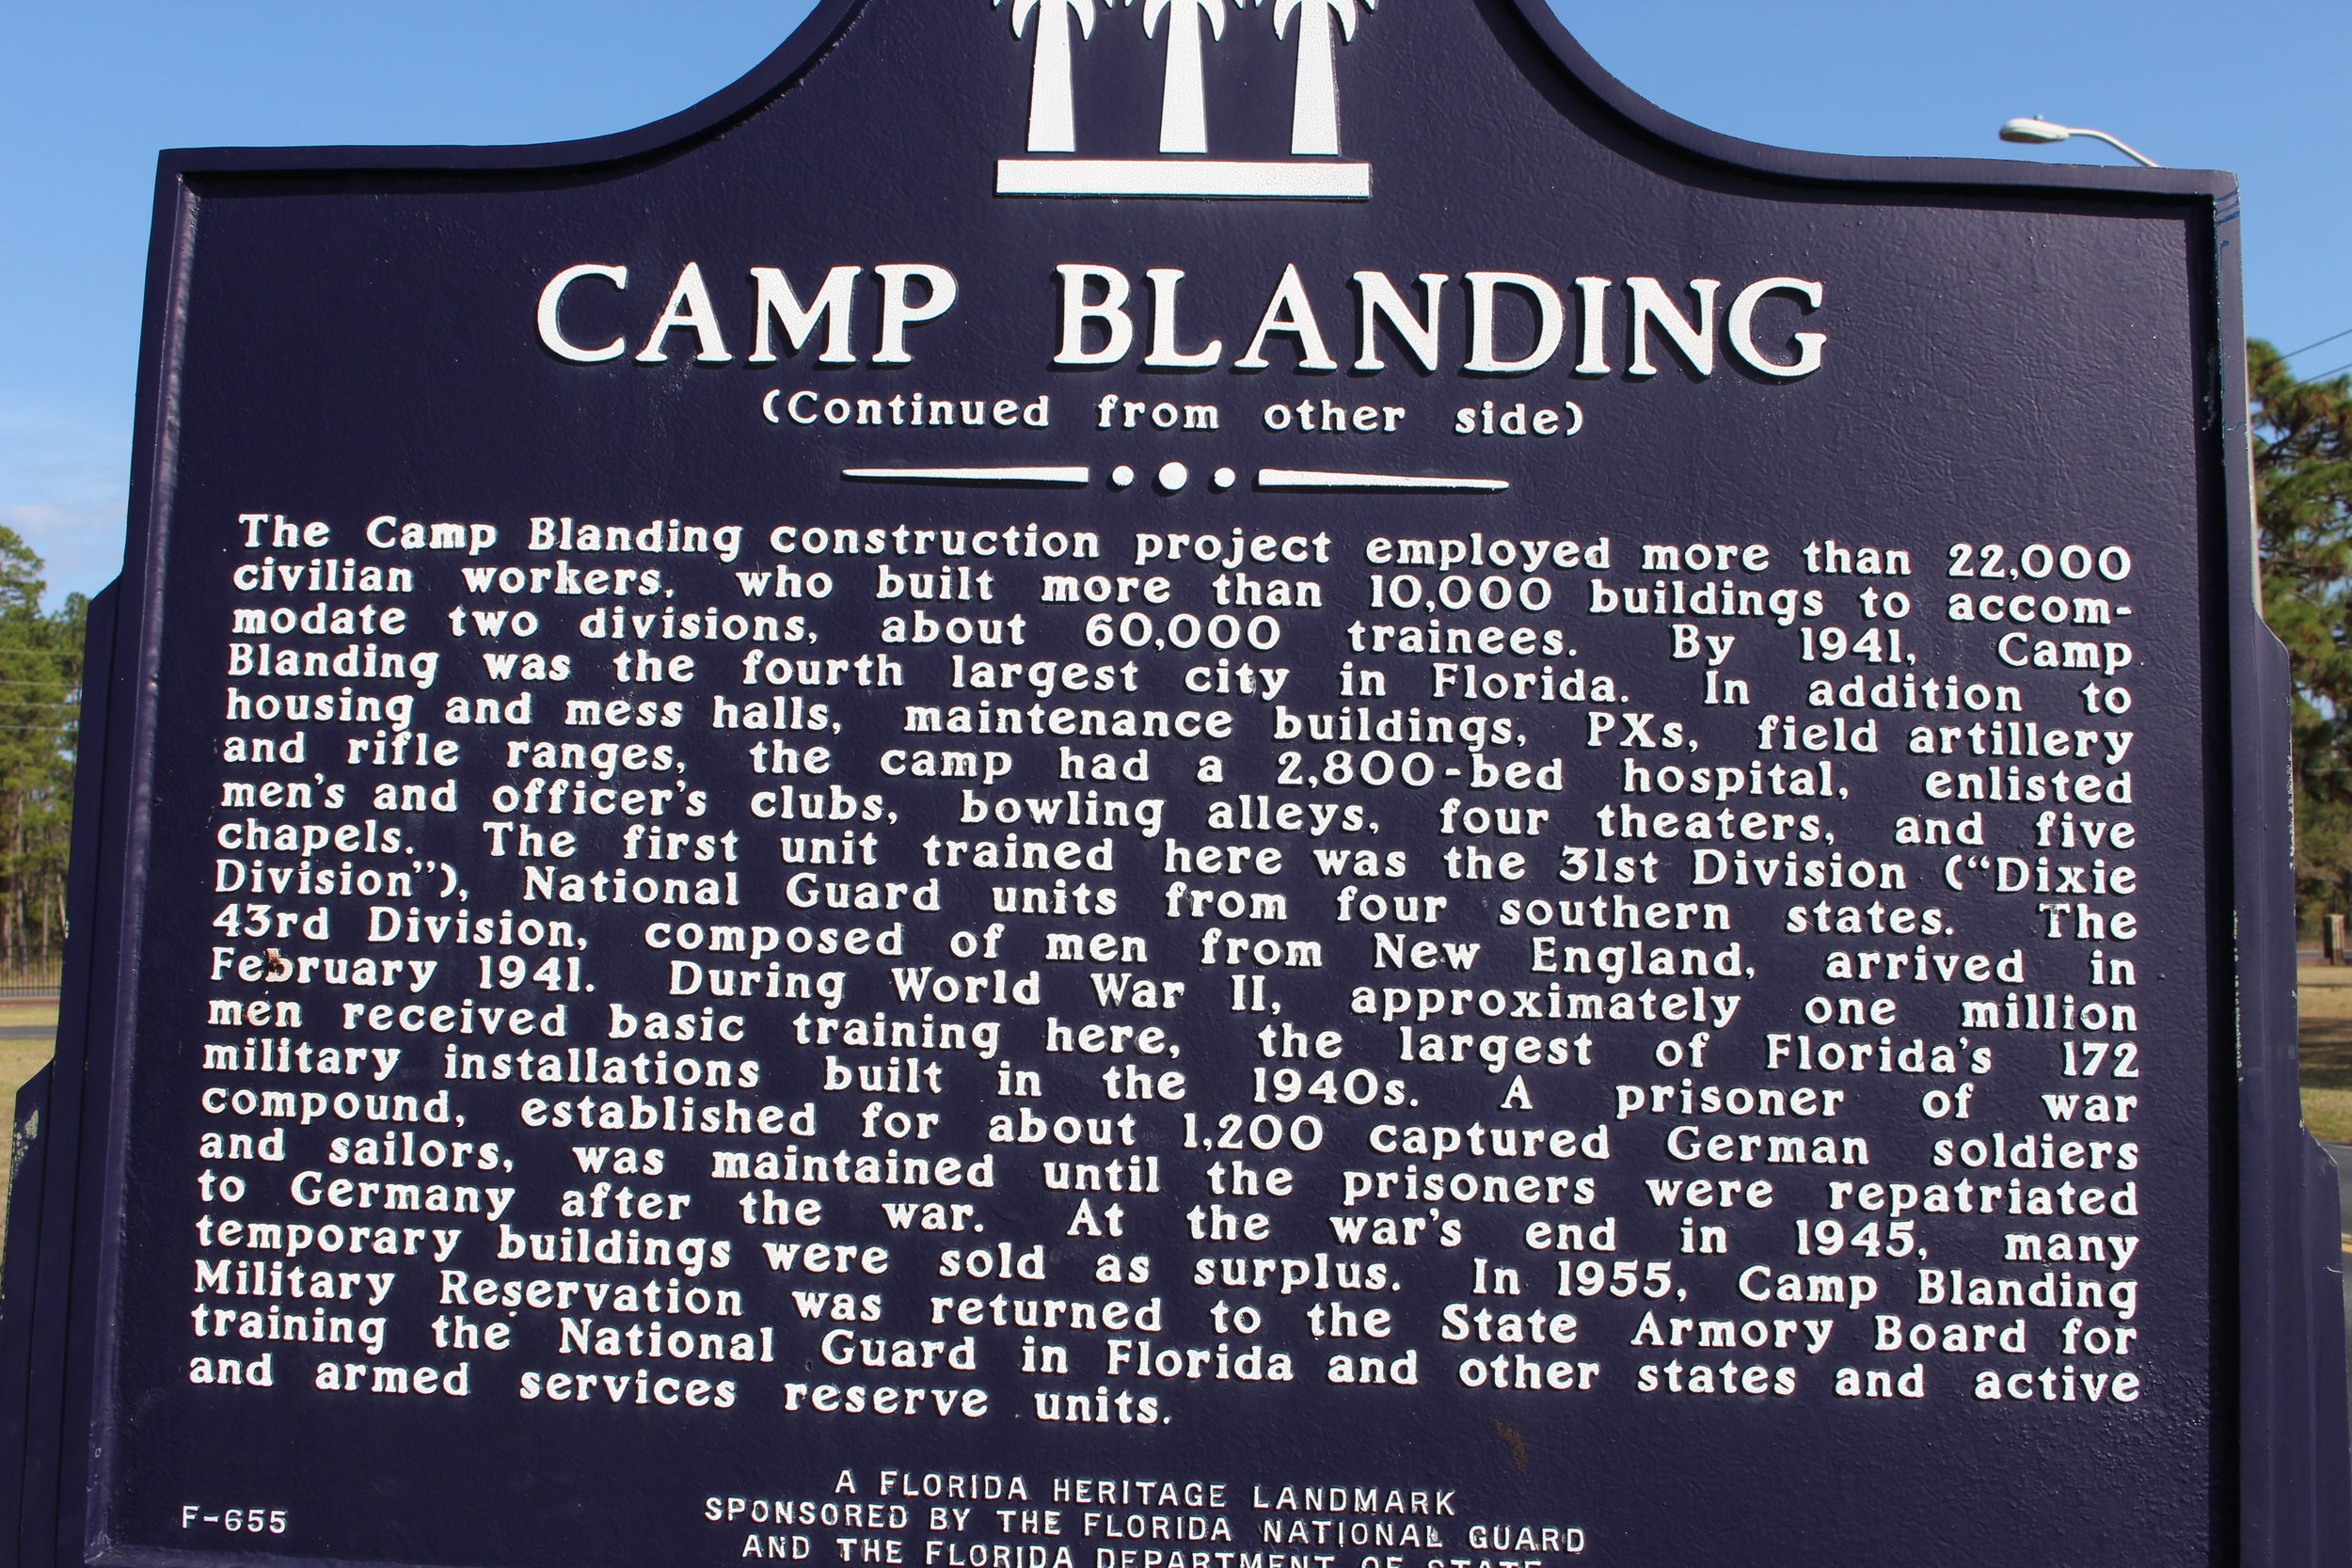 CAMP BLANDING
(Continued from other side)
The Camp Blanding construction project employed more than 22,000
civilian workers, who built more than 10,000 buildings to accom-
modate two divisions, about 60,000 trainees. By 1941, Camp
Blanding was the fourth largest city in Florida. In addition to
housing and mess halls, maintenance buildings, PXs, field artillery
and rifle ranges, the camp had a 2,800-bed hospital, enlisted
men's and officer's clubs, bowling alleys, four theaters, and five
chapels. The first unit trained here was the 31st Division ("Dixie
Division"), National Guard units from four southern states. The
43rd Division, composed of men from New England, arrived in
February 1941. During World War II, approximately one million
men received basic training here, the largest of Florida's 172
military installations built in the 1940s. A prisoner of war
compound, established for about 1,200 captured German soldiers
and sailors, was maintained until the prisoners were repatriated
to Germany after the war. At the war's end in 1945, many
temporary buildings were sold as surplus. In 1955, Camp Blanding
Military Reservation was returned to the State Armory Board for
training the National Guard in Florida and other states and active
and armed services reserve units.
A FLORIDA HERITAGE LANDMARK
F-655 SPONSORED BY THE FLORIDA NATIONAL GUARD
AND THE FLORIDA DEPARTMENT OF STATE